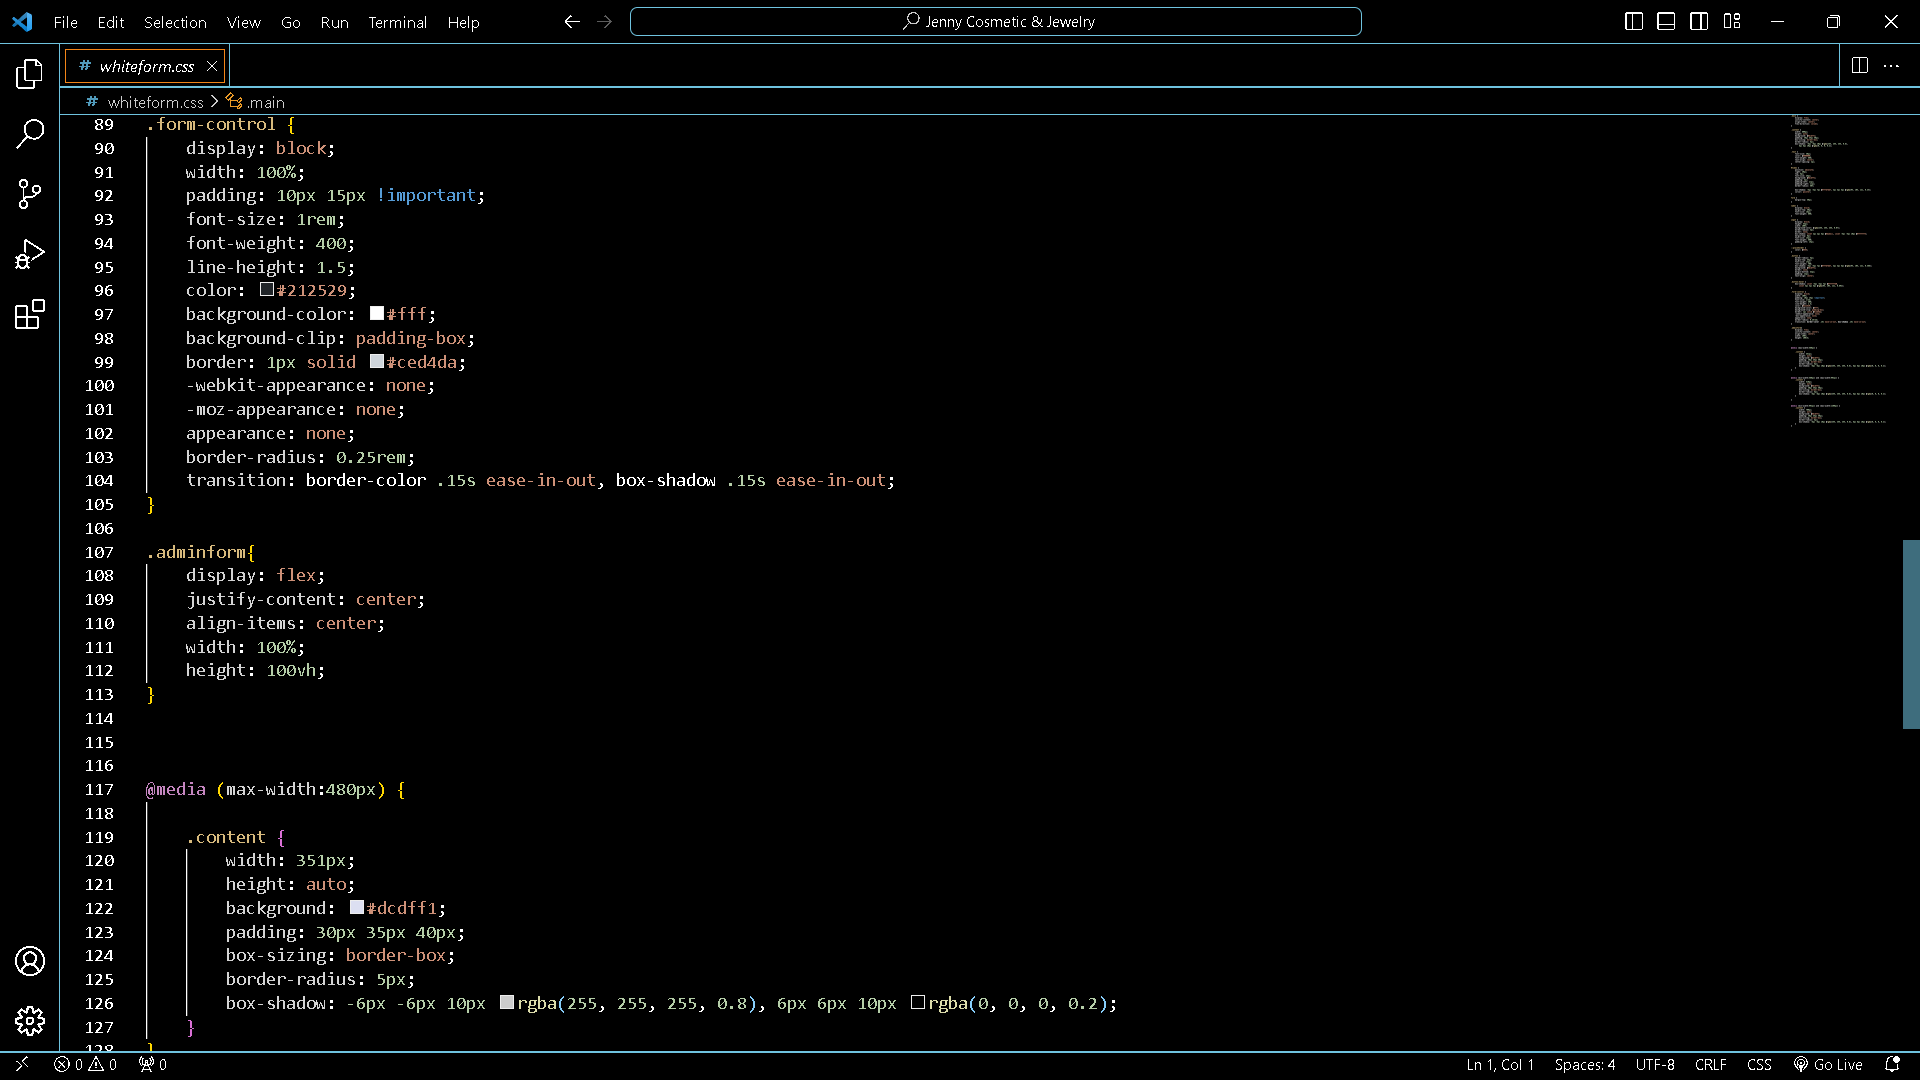 File Edit Selection View Go Run Terminal Help Jenny Cosmetic & Jewelry
# whiteform.css
# whiteform.css > .main
89 .form-control {
90 display: block;
91 width: 100%;
92 padding: 10px 15px !important;
93 font-size: 1rem;
94 font-weight: 400;
95 line-height: 1.5;
96 color: #212529;
97 background-color: #fff;
98 background-clip: padding-box;
99 border: 1px solid #ced4da;
100 -webkit-appearance: none;
101 -moz-appearance: none;
102 appearance: none;
103 border-radius: 0.25rem;
104 transition: border-color .15s ease-in-out, box-shadow .15s ease-in-out;
105 }
106
107 .adminform{
108 display: flex;
109 justify-content: center;
110 align-items: center;
111 width: 100%;
112 height: 100vh;
113 }
114
115
116
117 @media (max-width:480px) {
118
119 .content {
120 width: 351px;
121 height: auto;
122 background: #dcdff1;
123 padding: 30px 35px 40px;
124 box-sizing: border-box;
125 border-radius: 5px;
126 box-shadow: -6px -6px 10px rgba(255, 255, 255, 0.8), 6px 6px 10px rgba(0, 0, 0, 0.2);
127 }
128 }
0 0 0 Ln 1, Col 1 Spaces: 4 UTF-8 CRLF CSS Go Live